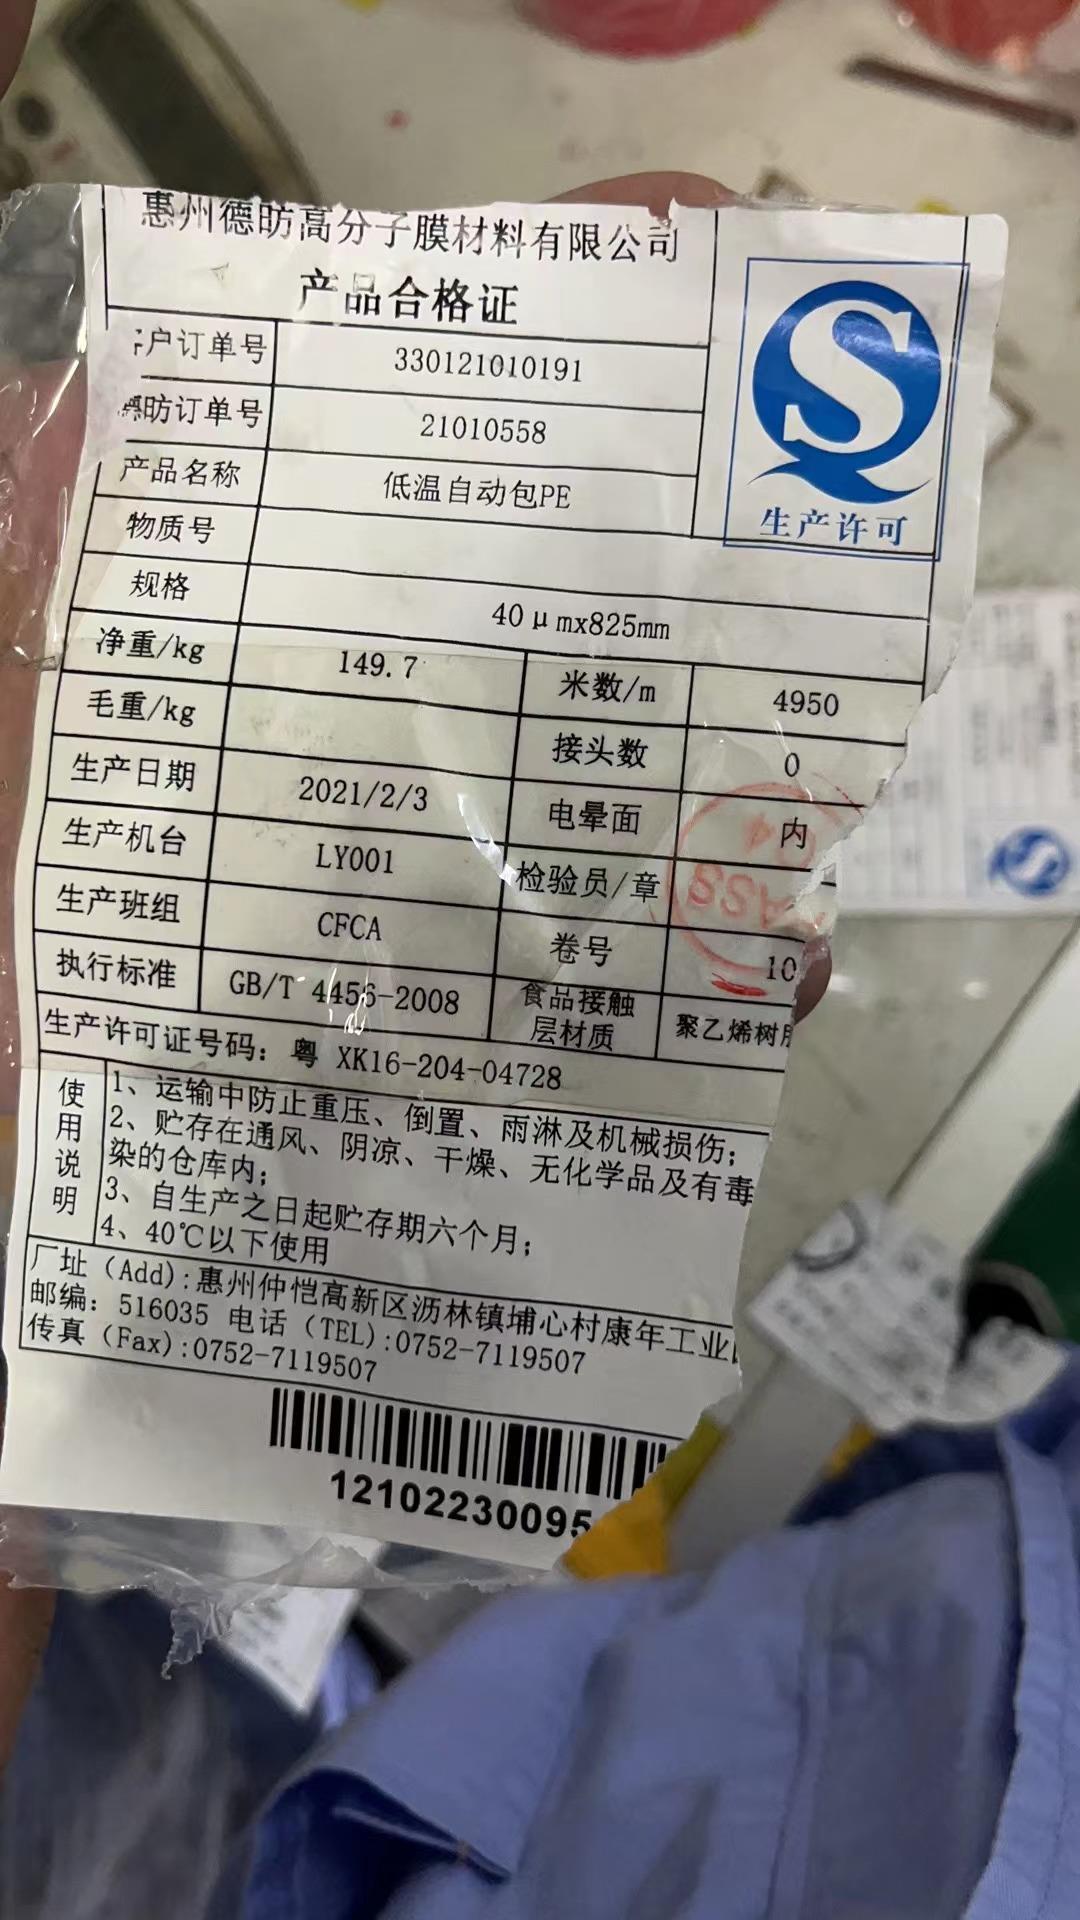 惠州德昉高分子膜材料有限公司
产品合格证
客户订单号 330121010191
德昉订单号 21010558
产品名称 低温自动包PE
物质号
规格 40μmx825mm
净重/kg 149.7 米数/m 4950
毛重/kg 接头数 0
生产日期 2021/2/3 电晕面 内
生产机台 LY001 检验员/章
生产班组 CFCA 卷号 10
执行标准 GB/T 4456-2008 食品接触
层材质 聚乙烯树
生产许可证号码：粤 XK16-204-04728
使用说明
1、运输中防止重压、倒置、雨淋及机械损伤；
2、贮存在通风、阴凉、干燥、无化学品及有毒
染的仓库内；
3、自生产之日起贮存期六个月；
4、40℃以下使用
厂址（Add）:惠州仲恺高新区沥林镇埔心村康年工业
邮编：516035 电话（TEL）:0752-7119507
传真（Fax）:0752-7119507
12102230095
S
生产许可
PASS